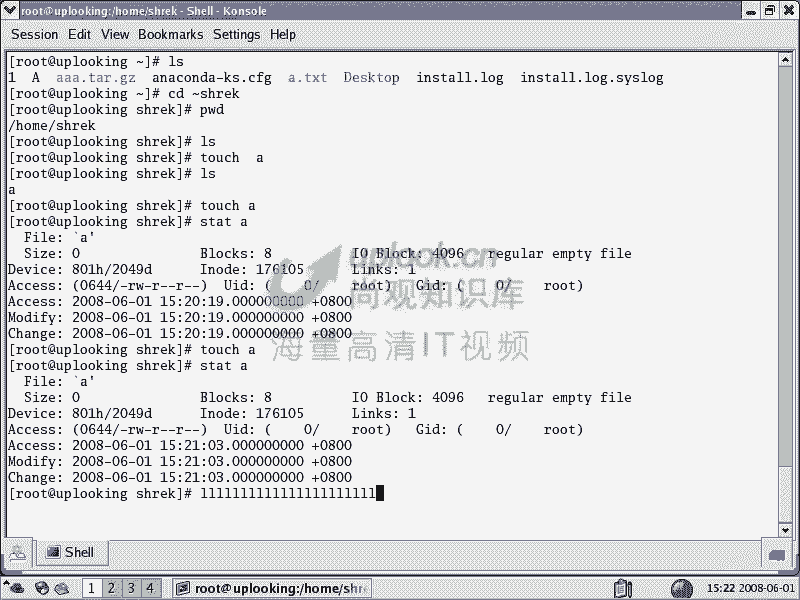 root@uplooking:/home/shrek - Shell - Konsole
Session Edit View Bookmarks Settings Help
[root@uplooking ~]# ls
1 A aaa.tar.gz anaconda-ks.cfg a.txt Desktop install.log install.log.syslog
[root@uplooking ~]# cd ~shrek
[root@uplooking shrek]# pwd
/home/shrek
[root@uplooking shrek]# ls
[root@uplooking shrek]# touch  a
[root@uplooking shrek]# ls
a
[root@uplooking shrek]# touch a
[root@uplooking shrek]# stat a
  File: `a'
  Size: 0               Blocks: 8          IO Block: 4096   regular empty file
Device: 801h/2049d      Inode: 176105      Links: 1
Access: (0644/-rw-r--r--)  Uid: (    0/    root)   Gid: (    0/    root)
Access: 2008-06-01 15:20:19.000000000 +0800
Modify: 2008-06-01 15:20:19.000000000 +0800
Change: 2008-06-01 15:20:19.000000000 +0800
[root@uplooking shrek]# touch a
[root@uplooking shrek]# stat a
  File: `a'
  Size: 0               Blocks: 8          IO Block: 4096   regular empty file
Device: 801h/2049d      Inode: 176105      Links: 1
Access: (0644/-rw-r--r--)  Uid: (    0/    root)   Gid: (    0/    root)
Access: 2008-06-01 15:21:03.000000000 +0800
Modify: 2008-06-01 15:21:03.000000000 +0800
Change: 2008-06-01 15:21:03.000000000 +0800
[root@uplooking shrek]# llllllllllllllllllllll
uplook.cn
尚观知识库
海量高清IT视频
Shell
1 2 3 4
root@uplooking:/home/shr
15:22 2008-06-01